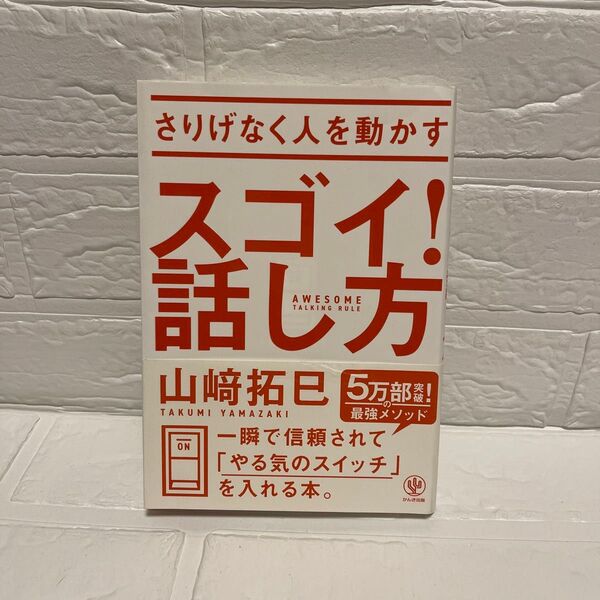 さりげなく人を動かす
スゴイ!
話し方
AWESOME
TALKING RULE
山﨑拓巳
TAKUMI YAMAZAKI
5万部突破!
の最強メソッド
ON
一瞬で信頼されて
「やる気のスイッチ」
を入れる本。
かんき出版